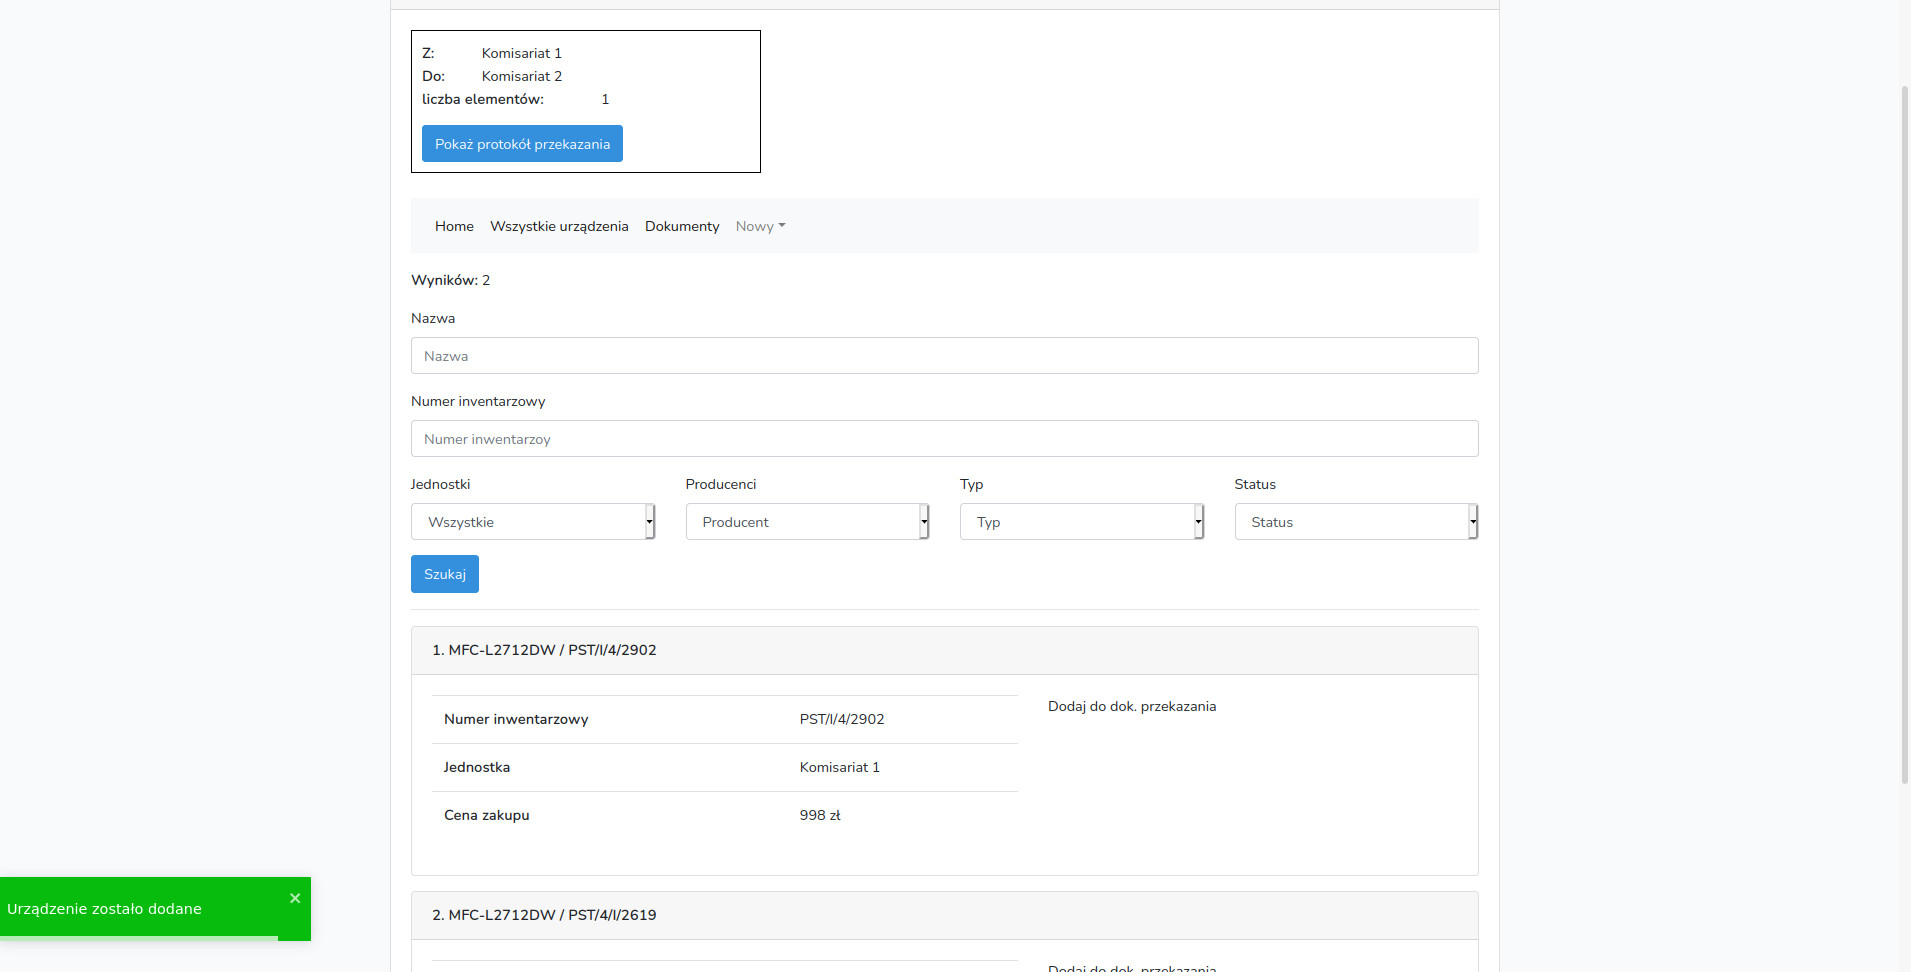 Z: Komisariat 1
Do: Komisariat 2
liczba elementów: 1
Pokaż protokół przekazania
Home Wszystkie urządzenia Dokumenty Nowy
Wyników: 2
Nazwa
Nazwa
Numer inventarzowy
Numer inwentarzoy
Jednostki Producenci Typ Status
Wszystkie Producent Typ Status
Szukaj
1. MFC-L2712DW / PST/I/4/2902
Dodaj do dok. przekazania
Numer inwentarzowy PST/I/4/2902
Jednostka Komisariat 1
Cena zakupu 998 zł
Urządzenie zostało dodane
2. MFC-L2712DW / PST/4/I/2619
Dodaj do dok. przekazania